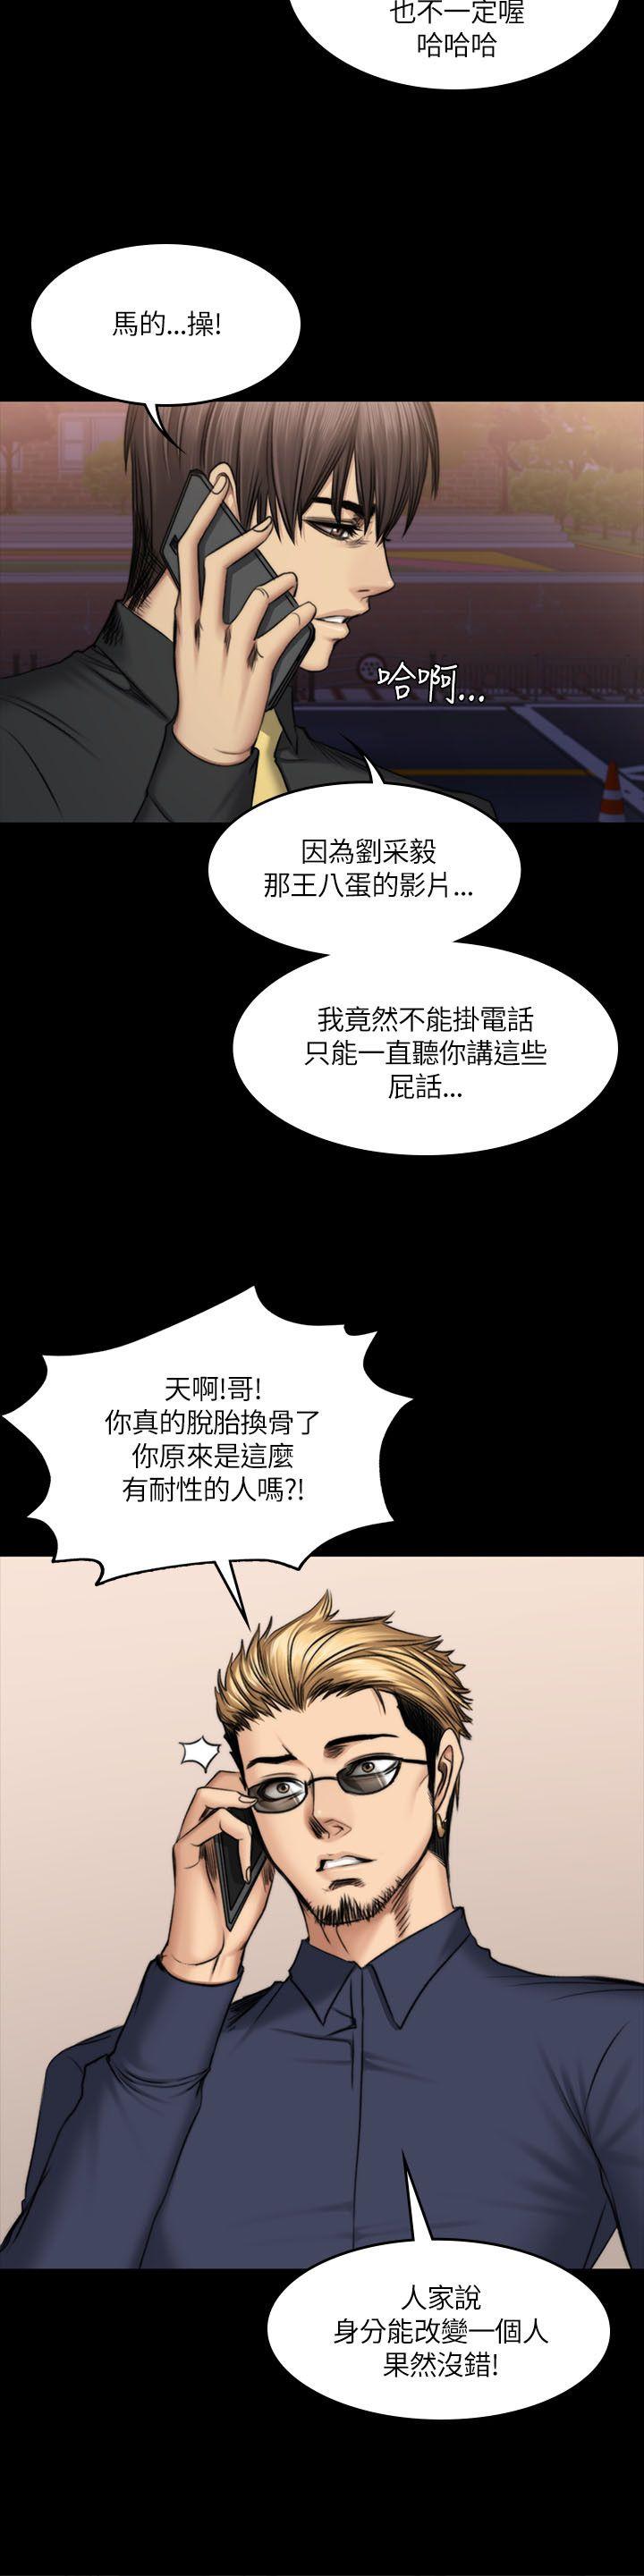 也不一定喔
哈哈哈
馬的...操!
哈啊...
因為劉采毅
那王八蛋的影片...
我竟然不能掛電話
只能一直聽你講這些
屁話...
天啊!哥!
你真的脫胎換骨了
你原來是這麼
有耐性的人嗎?!
人家說
身分能改變一個人
果然沒錯!